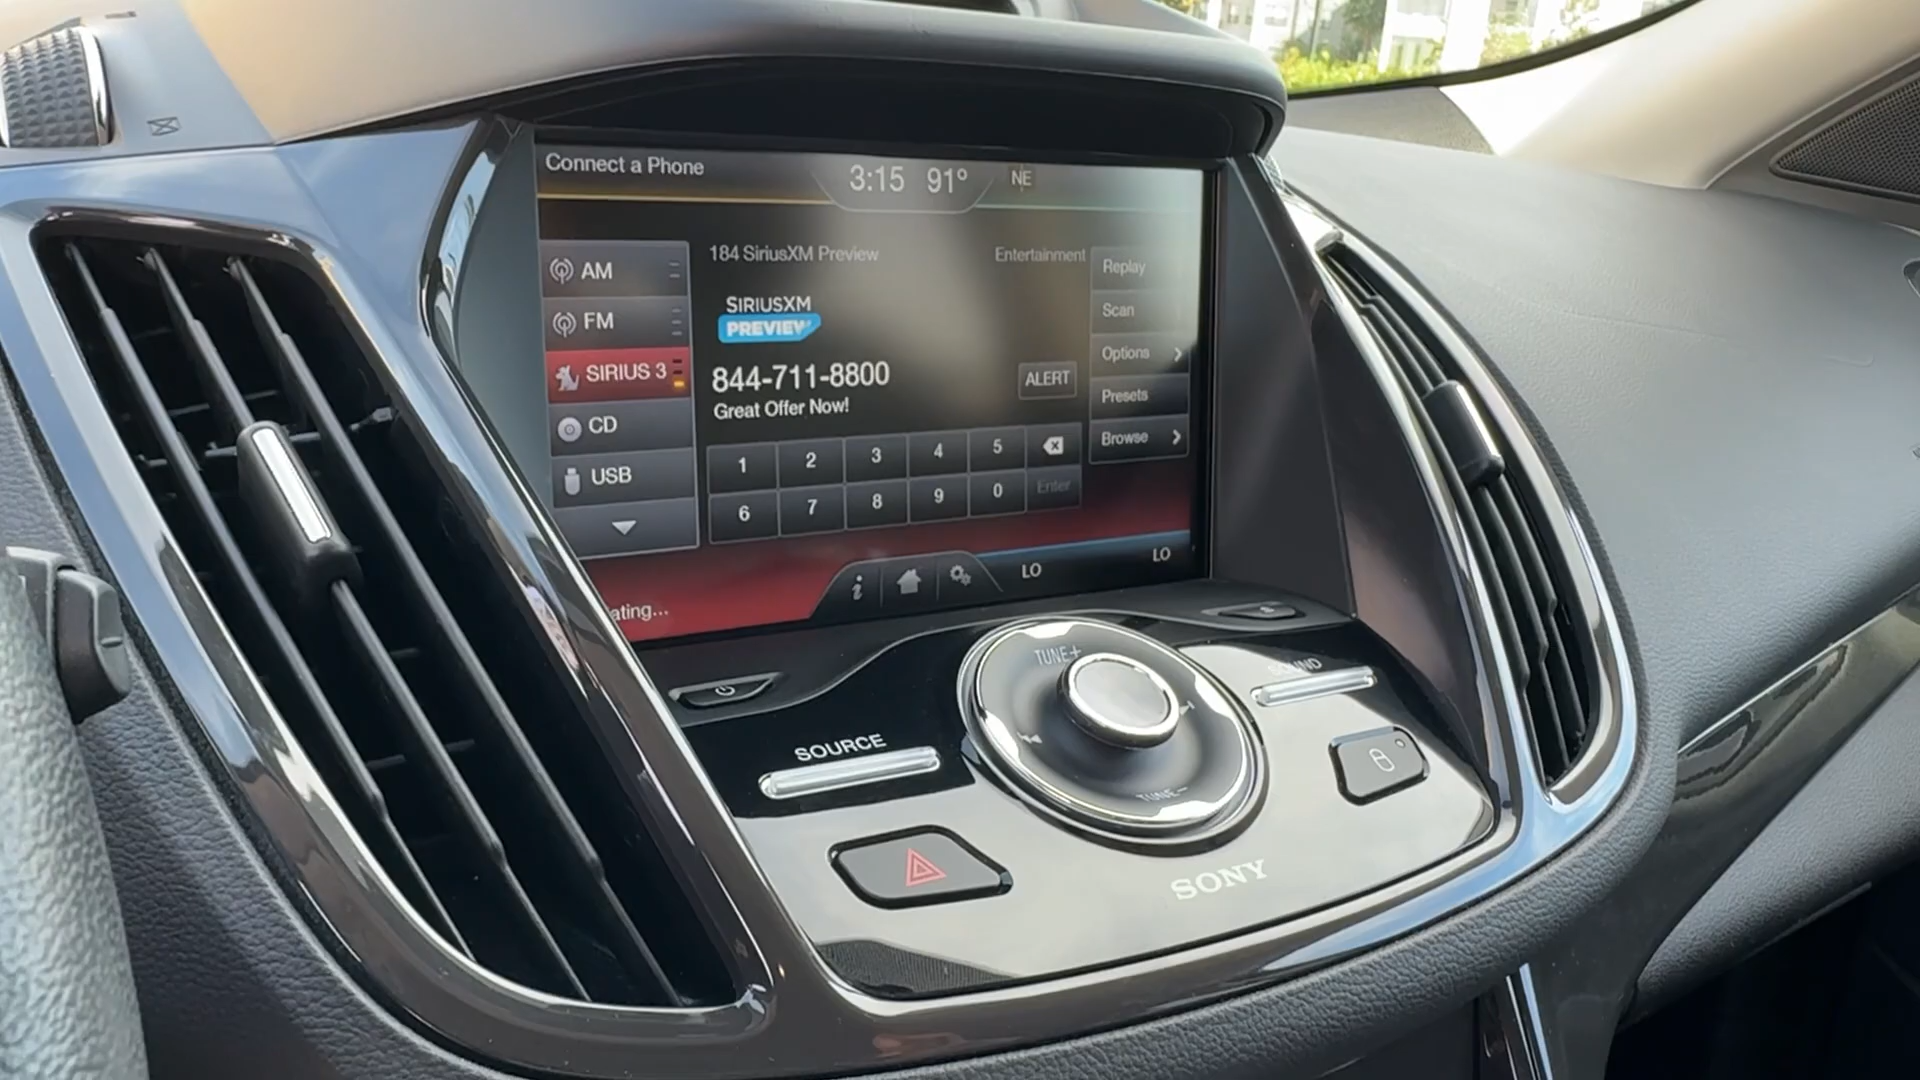 Connect a Phone
3:15 91° NE
AM
FM
SIRIUS 3
CD
USB
184 SiriusXM Preview
Entertainment
SIRIUSXM
PREVIEW
844-711-8800
Great Offer Now!
ALERT
1 2 3 4 5
6 7 8 9 0 Enter
Replay
Scan
Options
Presets
Browse
ating...
i
LO
LO
TUNE+
TUNE-
SOURCE
SOUND
SONY